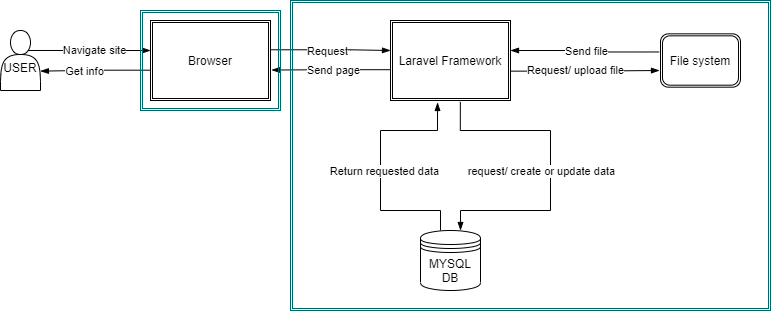 Navigate site
USER
Get info
Browser
Request
Send page
Laravel Framework
Send file
Request/ upload file
File system
Return requested data
request/ create or update data
MYSQL
DB